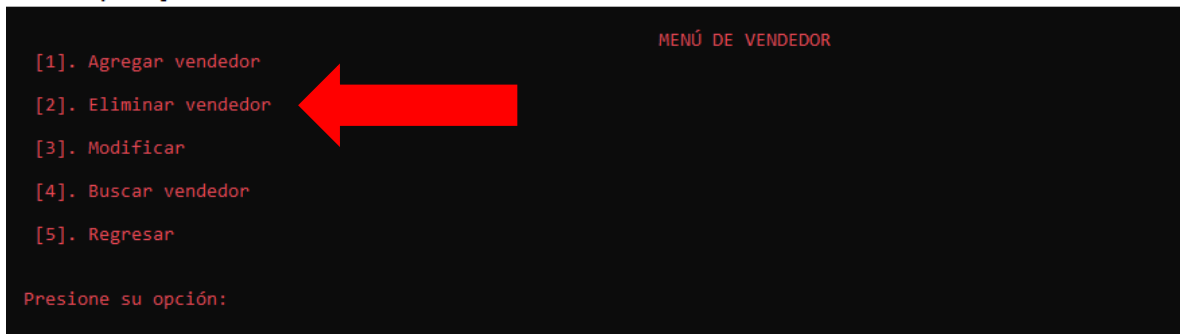 MENÚ DE VENDEDOR
[1]. Agregar vendedor
[2]. Eliminar vendedor
[3]. Modificar
[4]. Buscar vendedor
[5]. Regresar
Presione su opción: